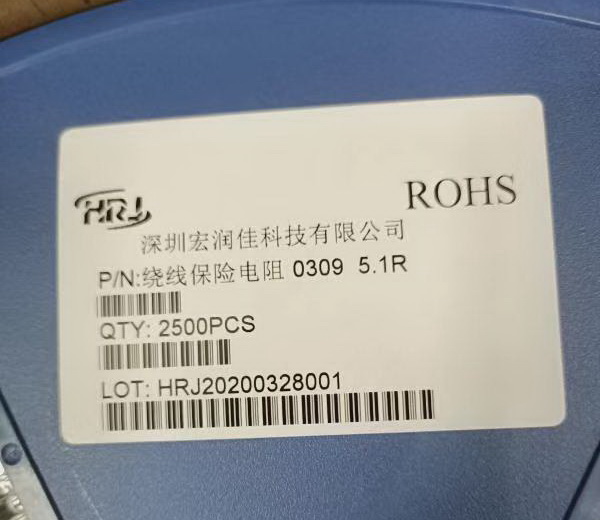 HRJ
ROHS
深圳宏润佳科技有限公司
P/N:绕线保险电阻 0309 5.1R
QTY: 2500PCS
LOT: HRJ20200328001